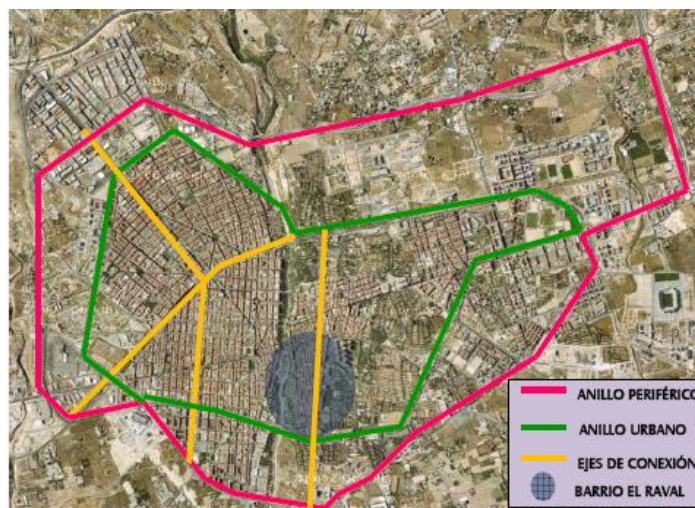 ANILLO PERIFÉRICO
ANILLO URBANO
EJES DE CONEXIÓN
BARRIO EL RAVAL